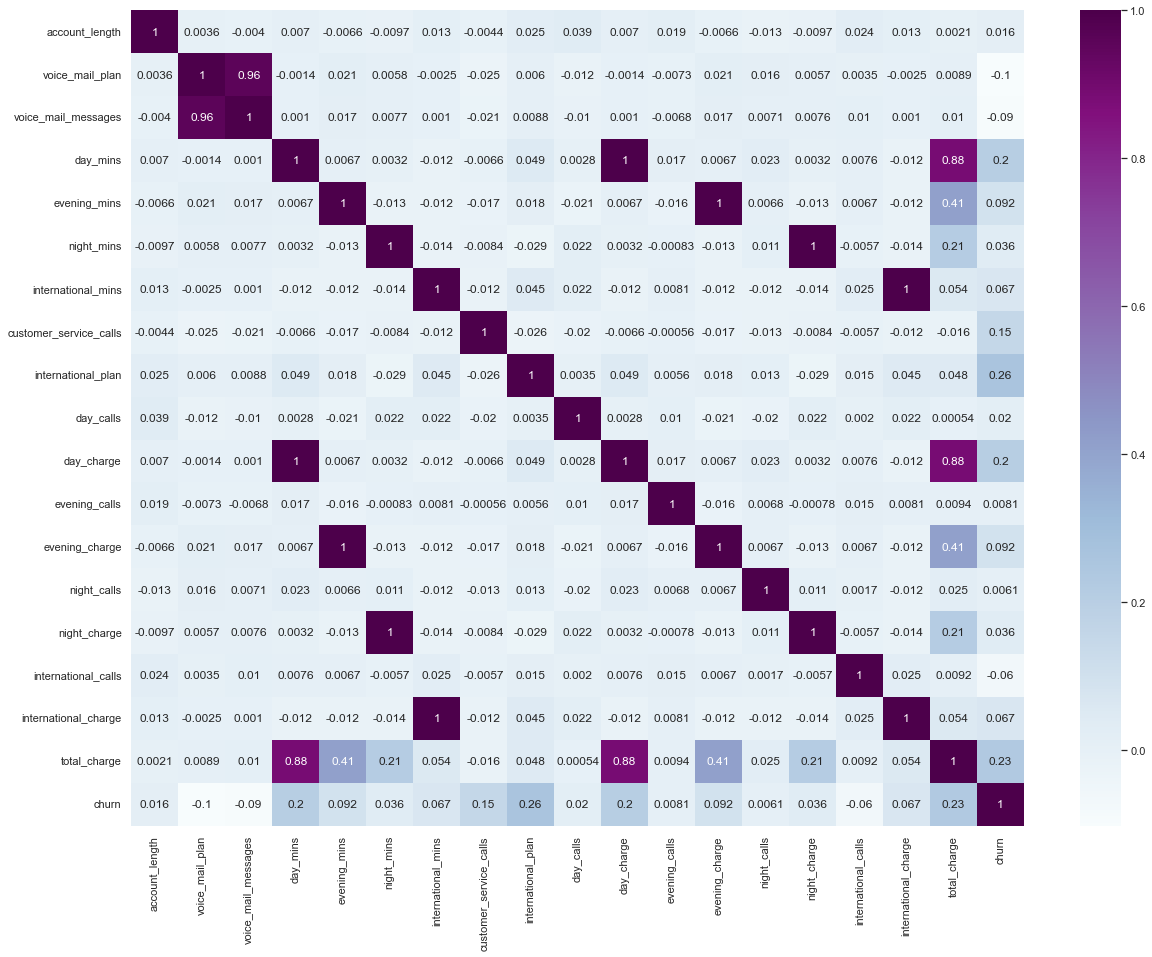 account_length 1 0.0036 -0.004 0.007 -0.0066 -0.0097 0.013 -0.0044 0.025 0.039 0.007 0.019 -0.0066 -0.013 -0.0097 0.024 0.013 0.0021 0.016
voice_mail_plan 0.0036 1 0.96 -0.0014 0.021 0.0058 -0.0025 -0.025 0.006 -0.012 -0.0014 -0.0073 0.021 0.016 0.0057 0.0035 -0.0025 0.0089 -0.1
voice_mail_messages -0.004 0.96 1 0.001 0.017 0.0077 0.001 -0.021 0.0088 -0.01 0.001 -0.0068 0.017 0.0071 0.0076 0.01 0.001 0.01 -0.09
day_mins 0.007 -0.0014 0.001 1 0.0067 0.0032 -0.012 -0.0066 0.049 0.0028 1 0.017 0.0067 0.023 0.0032 0.0076 -0.012 0.88 0.2
evening_mins -0.0066 0.021 0.017 0.0067 1 -0.013 -0.012 -0.017 0.018 -0.021 0.0067 -0.016 1 0.0066 -0.013 0.0067 -0.012 0.41 0.092
night_mins -0.0097 0.0058 0.0077 0.0032 -0.013 1 -0.014 -0.0084 -0.029 0.022 0.0032 -0.00083 -0.013 0.011 1 -0.0057 -0.014 0.21 0.036
international_mins 0.013 -0.0025 0.001 -0.012 -0.012 -0.014 1 -0.012 0.045 0.022 -0.012 0.0081 -0.012 -0.012 -0.014 0.025 1 0.054 0.067
customer_service_calls -0.0044 -0.025 -0.021 -0.0066 -0.017 -0.0084 -0.012 1 -0.026 -0.02 -0.0066 -0.00056 -0.017 -0.013 -0.0084 -0.0057 -0.012 -0.016 0.15
international_plan 0.025 0.006 0.0088 0.049 0.018 -0.029 0.045 -0.026 1 0.0035 0.049 0.0056 0.018 0.013 -0.029 0.015 0.045 0.048 0.26
day_calls 0.039 -0.012 -0.01 0.0028 -0.021 0.022 0.022 -0.02 0.0035 1 0.0028 0.01 -0.021 -0.02 0.022 0.002 0.022 0.00054 0.02
day_charge 0.007 -0.0014 0.001 1 0.0067 0.0032 -0.012 -0.0066 0.049 0.0028 1 0.017 0.0067 0.023 0.0032 0.0076 -0.012 0.88 0.2
evening_calls 0.019 -0.0073 -0.0068 0.017 -0.016 -0.00083 0.0081 -0.00056 0.0056 0.01 0.017 1 -0.016 0.0068 -0.00078 0.015 0.0081 0.0094 0.0081
evening_charge -0.0066 0.021 0.017 0.0067 1 -0.013 -0.012 -0.017 0.018 -0.021 0.0067 -0.016 1 0.0067 -0.013 0.0067 -0.012 0.41 0.092
night_calls -0.013 0.016 0.0071 0.023 0.0066 0.011 -0.012 -0.013 0.013 -0.02 0.023 0.0068 0.0067 1 0.011 0.0017 -0.012 0.025 0.0061
night_charge -0.0097 0.0057 0.0076 0.0032 -0.013 1 -0.014 -0.0084 -0.029 0.022 0.0032 -0.00078 -0.013 0.011 1 -0.0057 -0.014 0.21 0.036
international_calls 0.024 0.0035 0.01 0.0076 0.0067 -0.0057 0.025 -0.0057 0.015 0.002 0.0076 0.015 0.0067 0.0017 -0.0057 1 0.025 0.0092 -0.06
international_charge 0.013 -0.0025 0.001 -0.012 -0.012 -0.014 1 -0.012 0.045 0.022 -0.012 0.0081 -0.012 -0.012 -0.014 0.025 1 0.054 0.067
total_charge 0.0021 0.0089 0.01 0.88 0.41 0.21 0.054 -0.016 0.048 0.00054 0.88 0.0094 0.41 0.025 0.21 0.0092 0.054 1 0.23
churn 0.016 -0.1 -0.09 0.2 0.092 0.036 0.067 0.15 0.26 0.02 0.2 0.0081 0.092 0.0061 0.036 -0.06 0.067 0.23 1
account_length
voice_mail_plan
voice_mail_messages
day_mins
evening_mins
night_mins
international_mins
customer_service_calls
international_plan
day_calls
day_charge
evening_calls
evening_charge
night_calls
night_charge
international_calls
international_charge
total_charge
churn
1.0
0.8
0.6
0.4
0.2
0.0